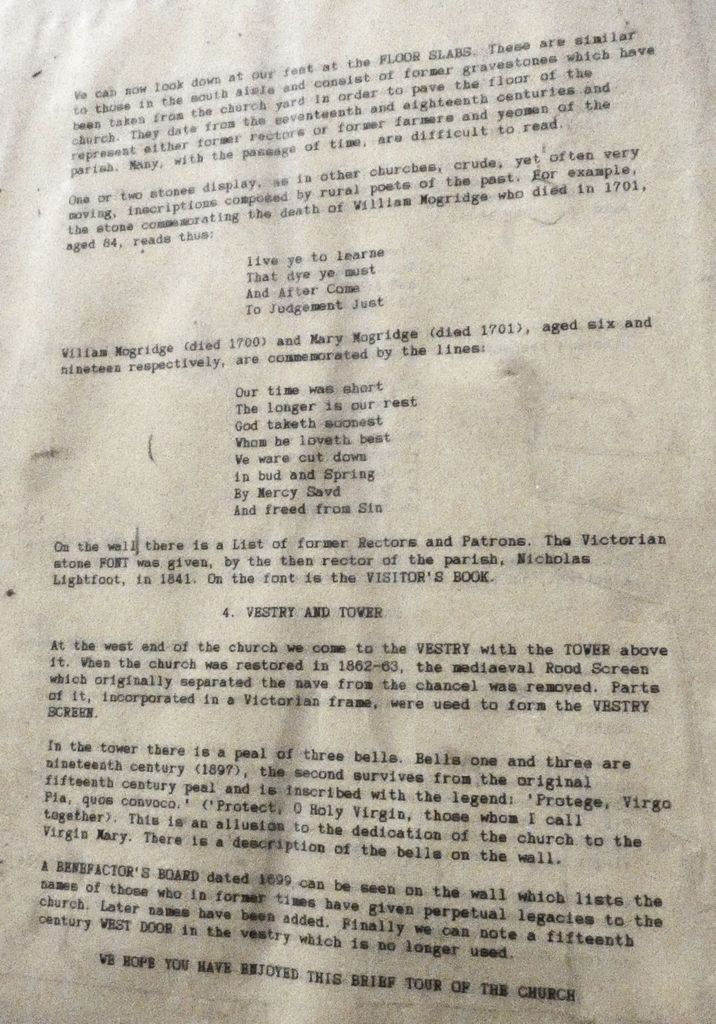 We can now look down at our feet at the FLOOR SLABS. These are similar
to those in the south aisle and consist of former gravestones which have
been taken from the church yard in order to pave the floor of the
church. They date from the seventeenth and eighteenth centuries and
represent either former rectors or former farmers and yeomen of the
parish. Many, with the passage of time, are difficult to read.
One or two stones display, as in other churches, crude, yet often very
moving, inscriptions composed by rural poets of the past. For example,
the stone commemorating the death of William Mogridge who died in 1701,
aged 84, reads thus:
live ye to learne
That dye ye must
And After Come
To Judgement Just
William Mogridge (died 1700) and Mary Mogridge (died 1701), aged six and
nineteen respectively, are commemorated by the lines:
Our time was short
The longer is our rest
God taketh soonest
Whom he loveth best
We ware cut down
in bud and Spring
By Mercy Savd
And freed from Sin
On the wall there is a List of former Rectors and Patrons. The Victorian
stone FONT was given, by the then rector of the parish, Nicholas
Lightfoot, in 1841. On the font is the VISITOR'S BOOK.
4. VESTRY AND TOWER
At the west end of the church we come to the VESTRY with the TOWER above
it. When the church was restored in 1862-63, the mediaeval Rood Screen
which originally separated the nave from the chancel was removed. Parts
of it, incorporated in a Victorian frame, were used to form the VESTRY
SCREEN.
In the tower there is a peal of three bells. Bells one and three are
nineteenth century (1897), the second survives from the original
fifteenth century peal and is inscribed with the legend: 'Protege, Virgo
Pia, quos convoco.' ('Protect, O Holy Virgin, those whom I call
together). This is an allusion to the dedication of the church to the
Virgin Mary. There is a description of the bells on the wall.
A BENEFACTOR'S BOARD dated 1699 can be seen on the wall which lists the
names of those who in former times have given perpetual legacies to the
church. Later names have been added. Finally we can note a fifteenth
century WEST DOOR in the vestry which is no longer used.
WE HOPE YOU HAVE ENJOYED THIS BRIEF TOUR OF THE CHURCH